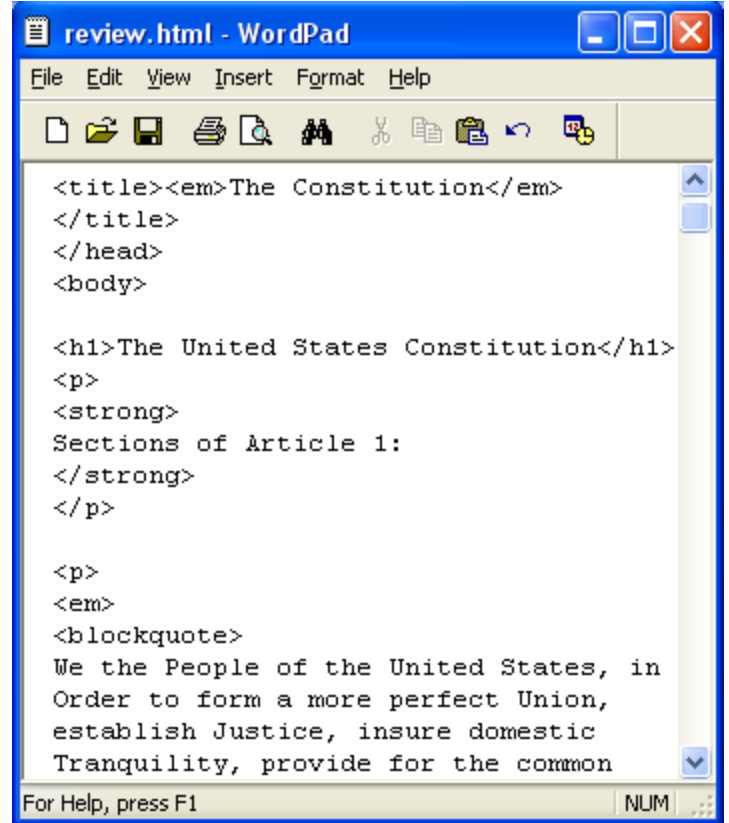 review.html - WordPad
File Edit View Insert Format Help
<title><em>The Constitution</em>
</title>
</head>
<body>
<h1>The United States Constitution</h1>
<p>
<strong>
Sections of Article 1:
</strong>
</p>
<p>
<em>
<blockquote>
We the People of the United States, in
Order to form a more perfect Union,
establish Justice, insure domestic
Tranquility, provide for the common
For Help, press F1 NUM